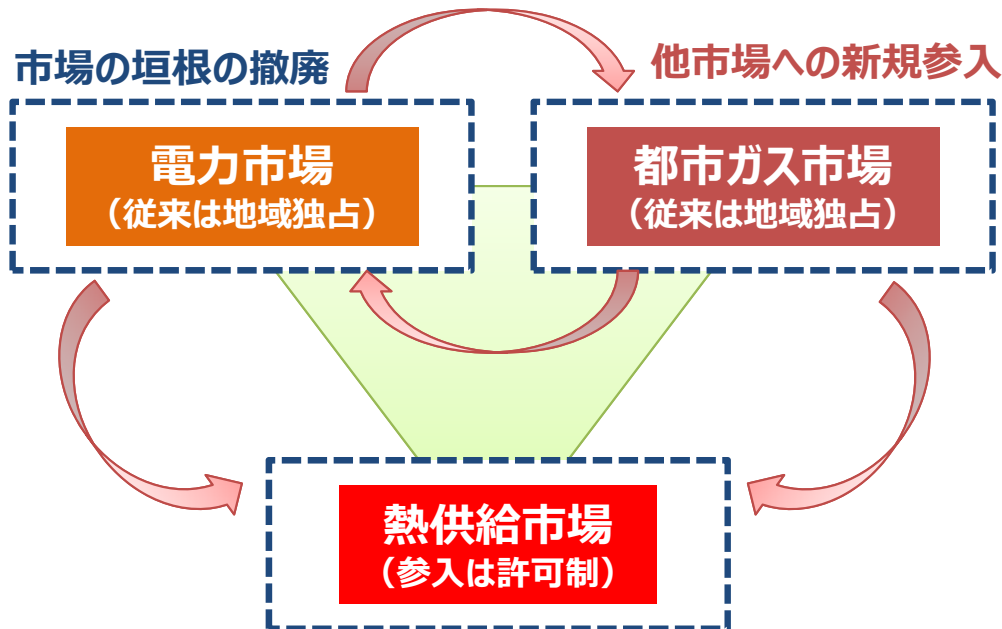 市場の垣根の撤廃
他市場への新規参入
電力市場
（従来は地域独占）
都市ガス市場
（従来は地域独占）
熱供給市場
（参入は許可制）